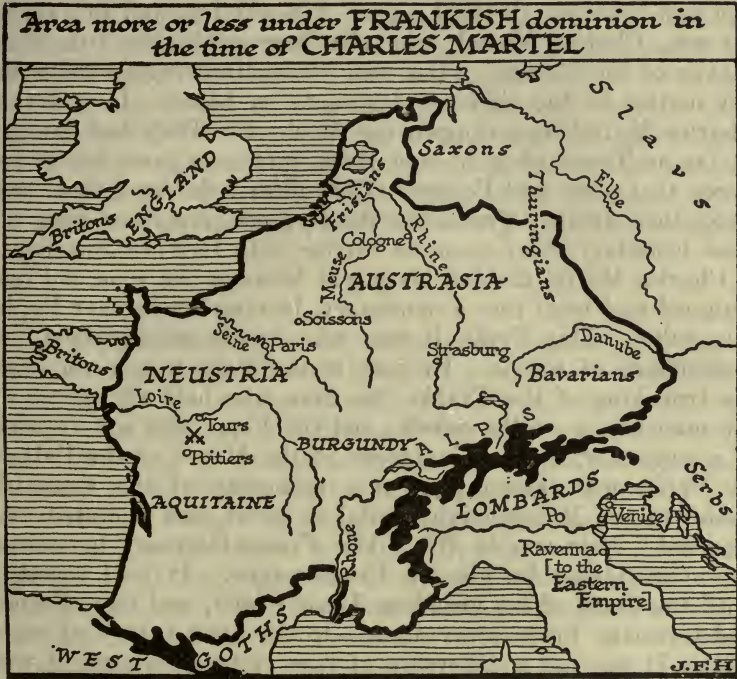 Area more or less under FRANKISH dominion in
the time of CHARLES MARTEL
Slavs
Saxons
Elbe
ENGLAND
Britons
Frisians
Thuringians
Cologne
Rhine
Meuse
AUSTRASIA
Soissons
Seine
Paris
Strasburg
Danube
Britons
NEUSTRIA
Bavarians
Loire
Tours
BURGUNDY
ALPS
Poitiers
LOMBARDS
Serbs
AQUITAINE
Po
Venice
Rhone
Ravenna
[to the
Eastern
Empire]
WEST GOTHS
J.F.H